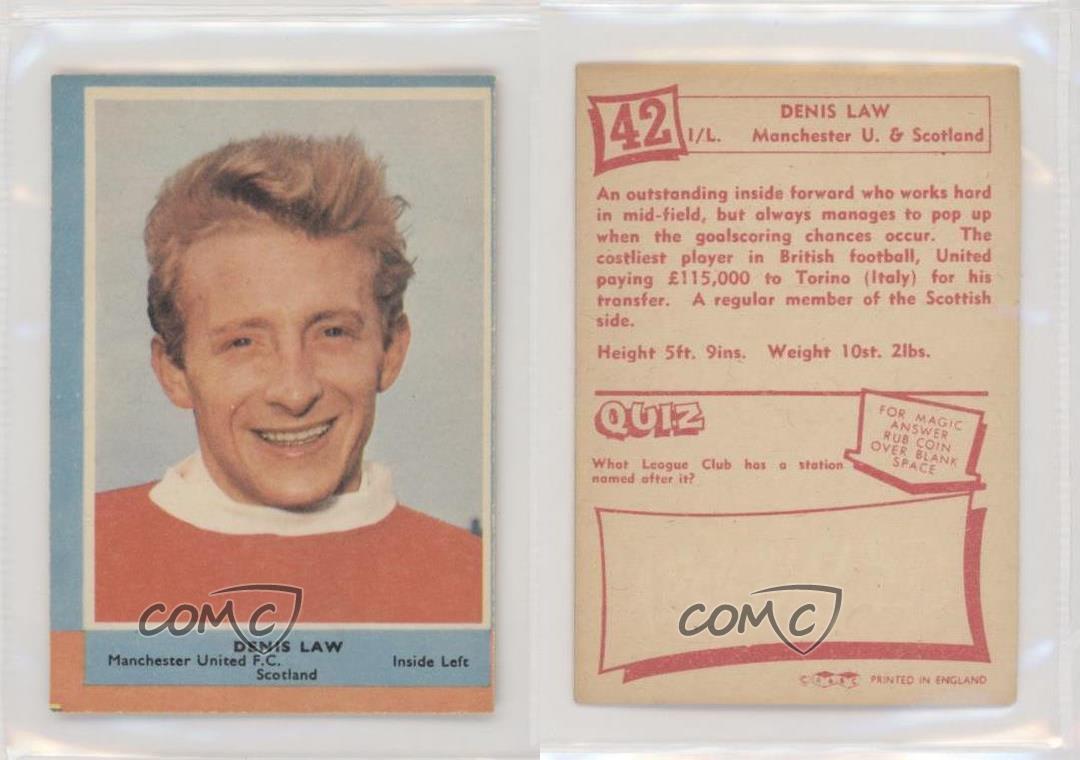 DENIS LAW
Manchester United F.C. Inside Left
Scotland
COMC
42
DENIS LAW
I/L. Manchester U. & Scotland
An outstanding inside forward who works hard
in mid-field, but always manages to pop up
when the goalscoring chances occur. The
costliest player in British football, United
paying £115,000 to Torino (Italy) for his
transfer. A regular member of the Scottish
side.
Height 5ft. 9ins. Weight 10st. 2lbs.
QUIZ
FOR MAGIC
ANSWER
RUB COIN
OVER BLANK
SPACE
What League Club has a station
named after it?
COMC
A&BC PRINTED IN ENGLAND